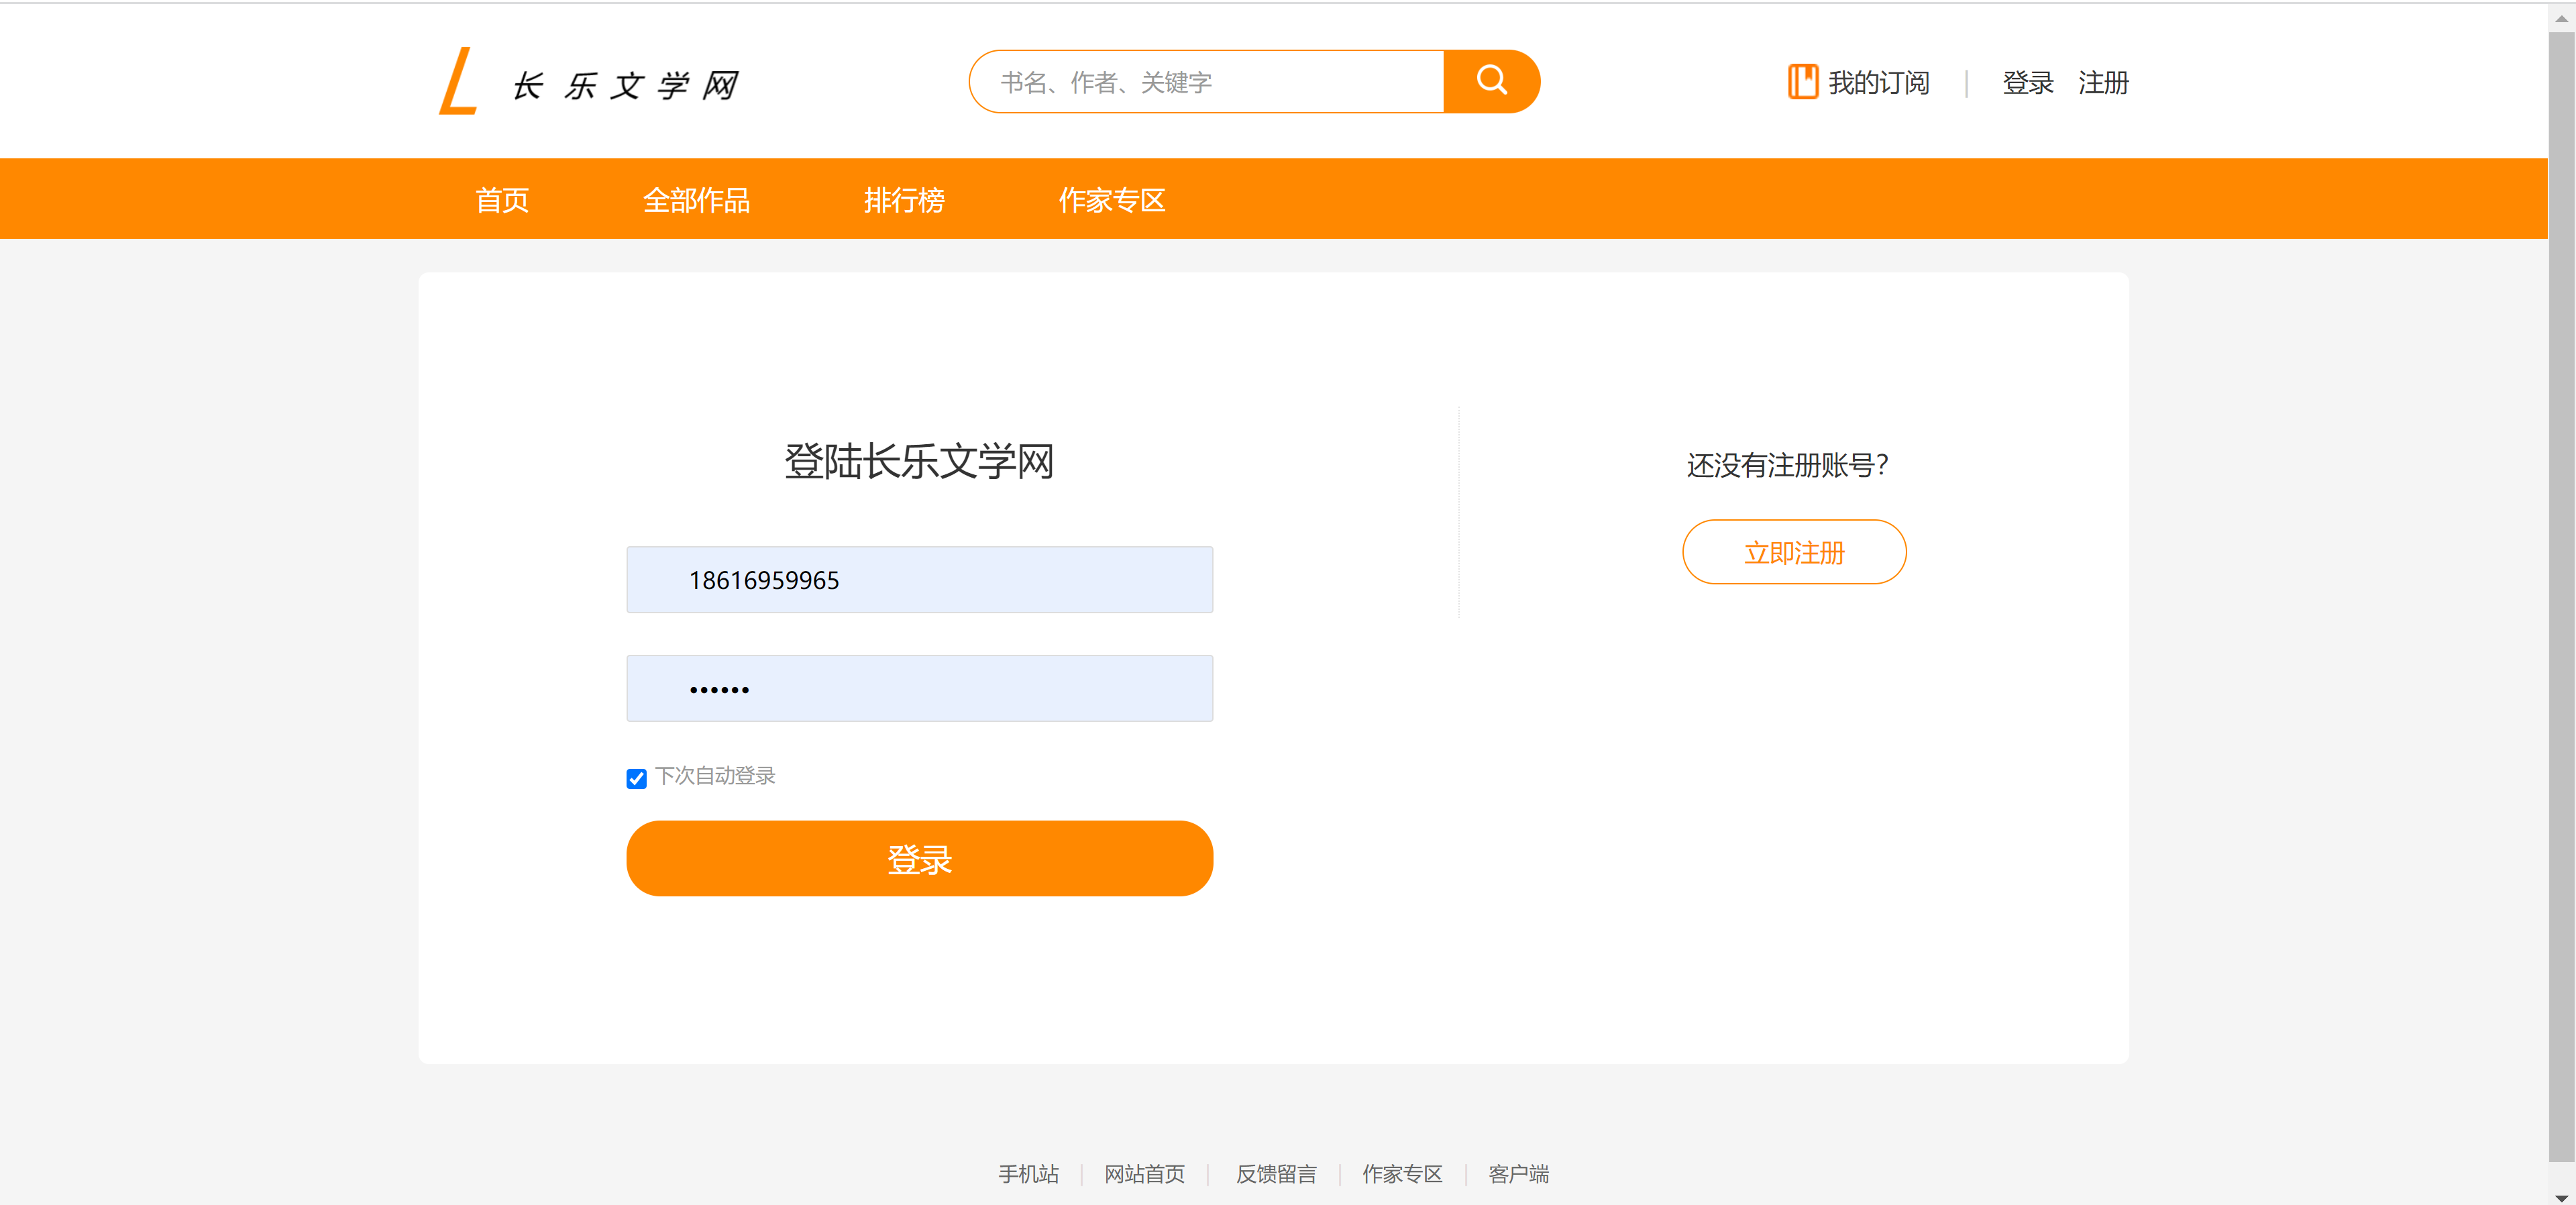 L 长乐文学网
书名、作者、关键字
我的订阅 | 登录 注册
首页 全部作品 排行榜 作家专区
登陆长乐文学网
还没有注册账号？
立即注册
18616959965
••••••
下次自动登录
登录
手机站 | 网站首页 | 反馈留言 | 作家专区 | 客户端